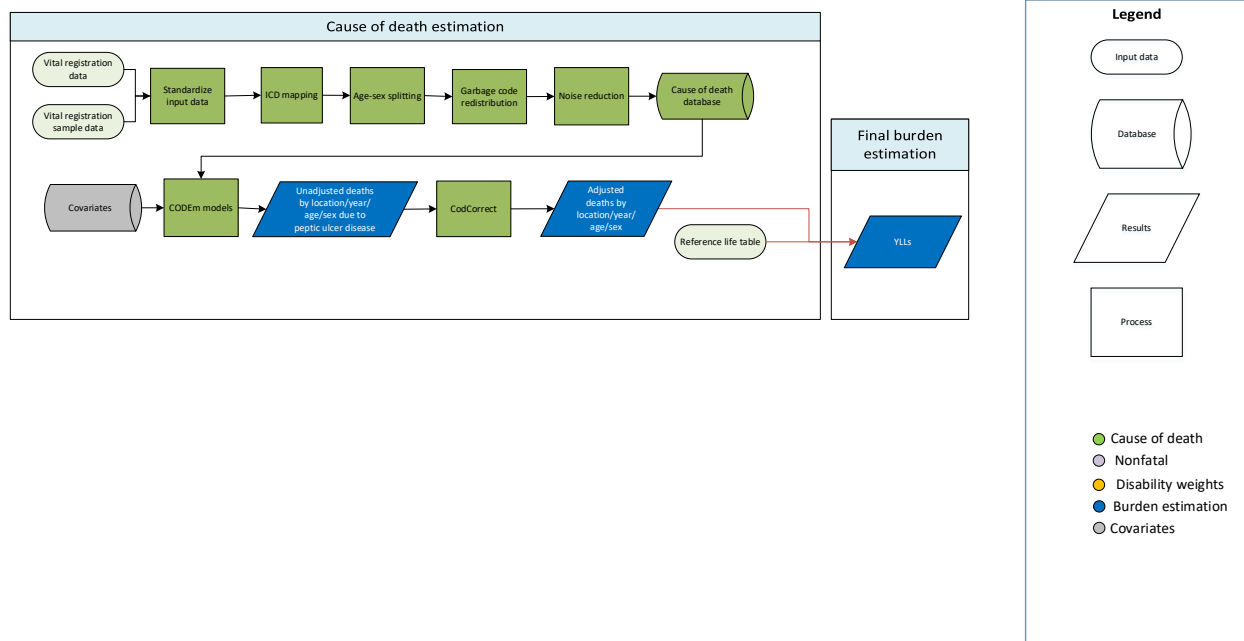 Cause of death estimation
Vital registration
data
Vital registration
sample data
Standardize
input data
ICD mapping
Age-sex splitting
Garbage code
redistribution
Noise reduction
Cause of death
database
Covariates
CODEm models
Unadjusted deaths
by location/year/
age/sex due to
peptic ulcer disease
CodCorrect
Adjusted
deaths by
location/year/
age/sex
Reference life table
Final burden
estimation
YLLs
Legend
Input data
Database
Results
Process
Cause of death
Nonfatal
Disability weights
Burden estimation
Covariates